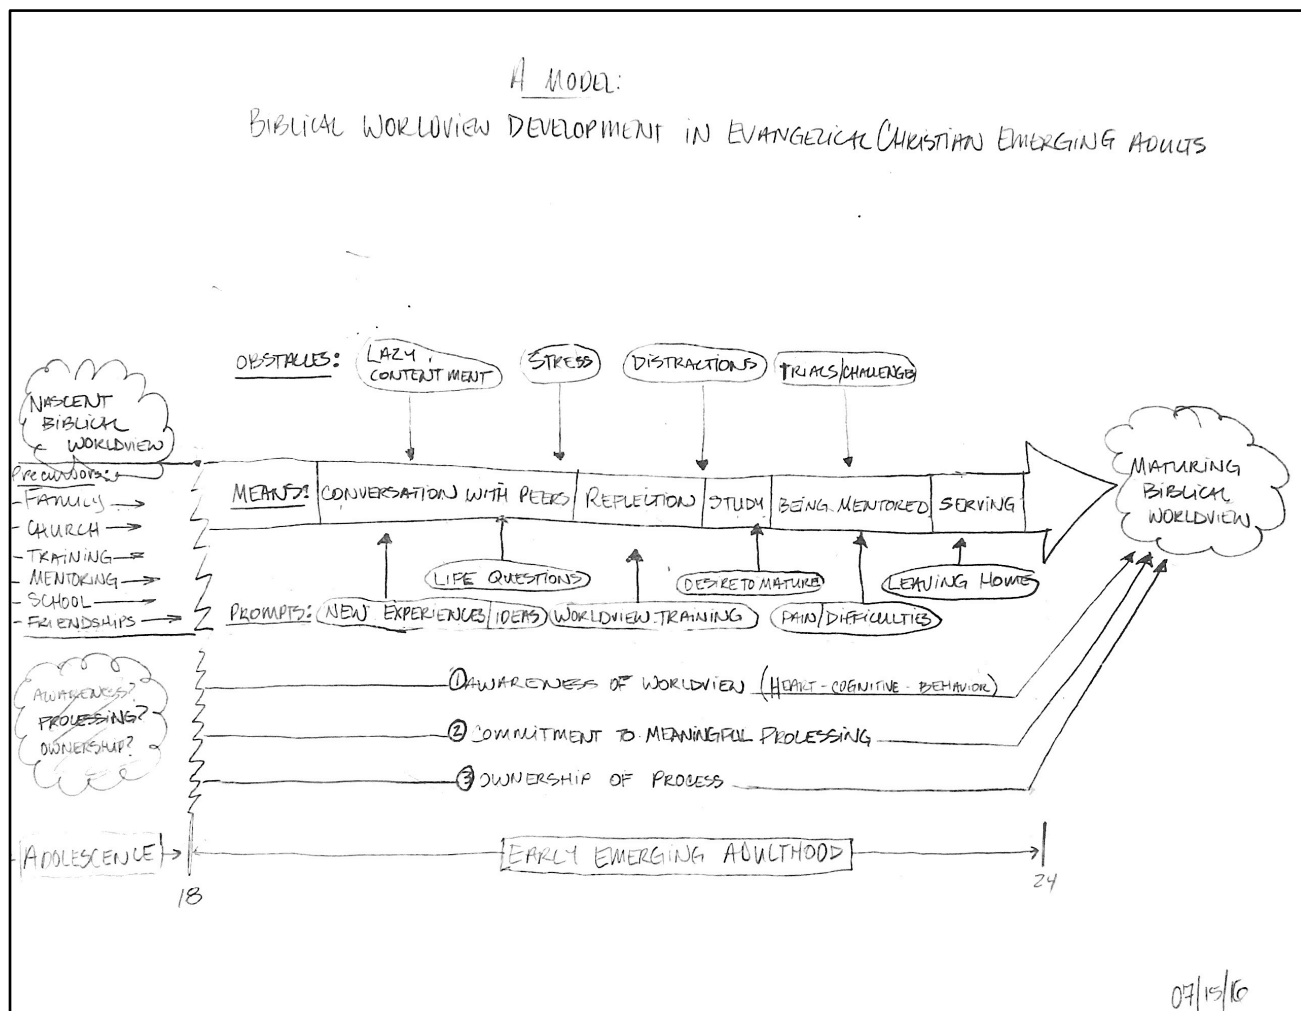 A MODEL:
BIBLICAL WORLDVIEW DEVELOPMENT IN EVANGELICAL CHRISTIAN EMERGING ADULTS
OBSTACLES:
LAZY
CONTENTMENT
STRESS
DISTRACTIONS
TRIALS/CHALLENGE
NASCENT
BIBLICAL
WORLDVIEW
Precursors:
- FAMILY
- CHURCH
- TRAINING
- MENTORING
- SCHOOL
- FRIENDSHIPS
MEANS:
CONVERSATION WITH PEERS
REFLECTION
STUDY
BEING MENTORED
SERVING
MATURING
BIBLICAL
WORLDVIEW
LIFE QUESTIONS
DESIRE TO MATURE
LEAVING HOME
PROMPTS:
NEW EXPERIENCES/IDEAS
WORLDVIEW TRAINING
PAIN/DIFFICULTIES
AWARENESS?
PROCESSING?
OWNERSHIP?
① AWARENESS OF WORLDVIEW (HEART - COGNITIVE - BEHAVIOR)
② COMMITMENT TO MEANINGFUL PROCESSING
③ OWNERSHIP OF PROCESS
ADOLESCENCE
EARLY EMERGING ADULTHOOD
18
24
07/15/16